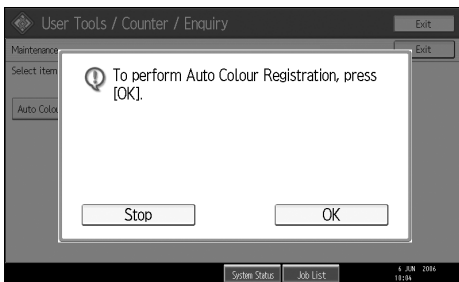 User Tools / Counter / Enquiry
Exit
Maintenance
Exit
Select item
Auto Colou
To perform Auto Colour Registration, press
[OK].
Stop
OK
System Status
Job List
6 JUN 2006
10:04